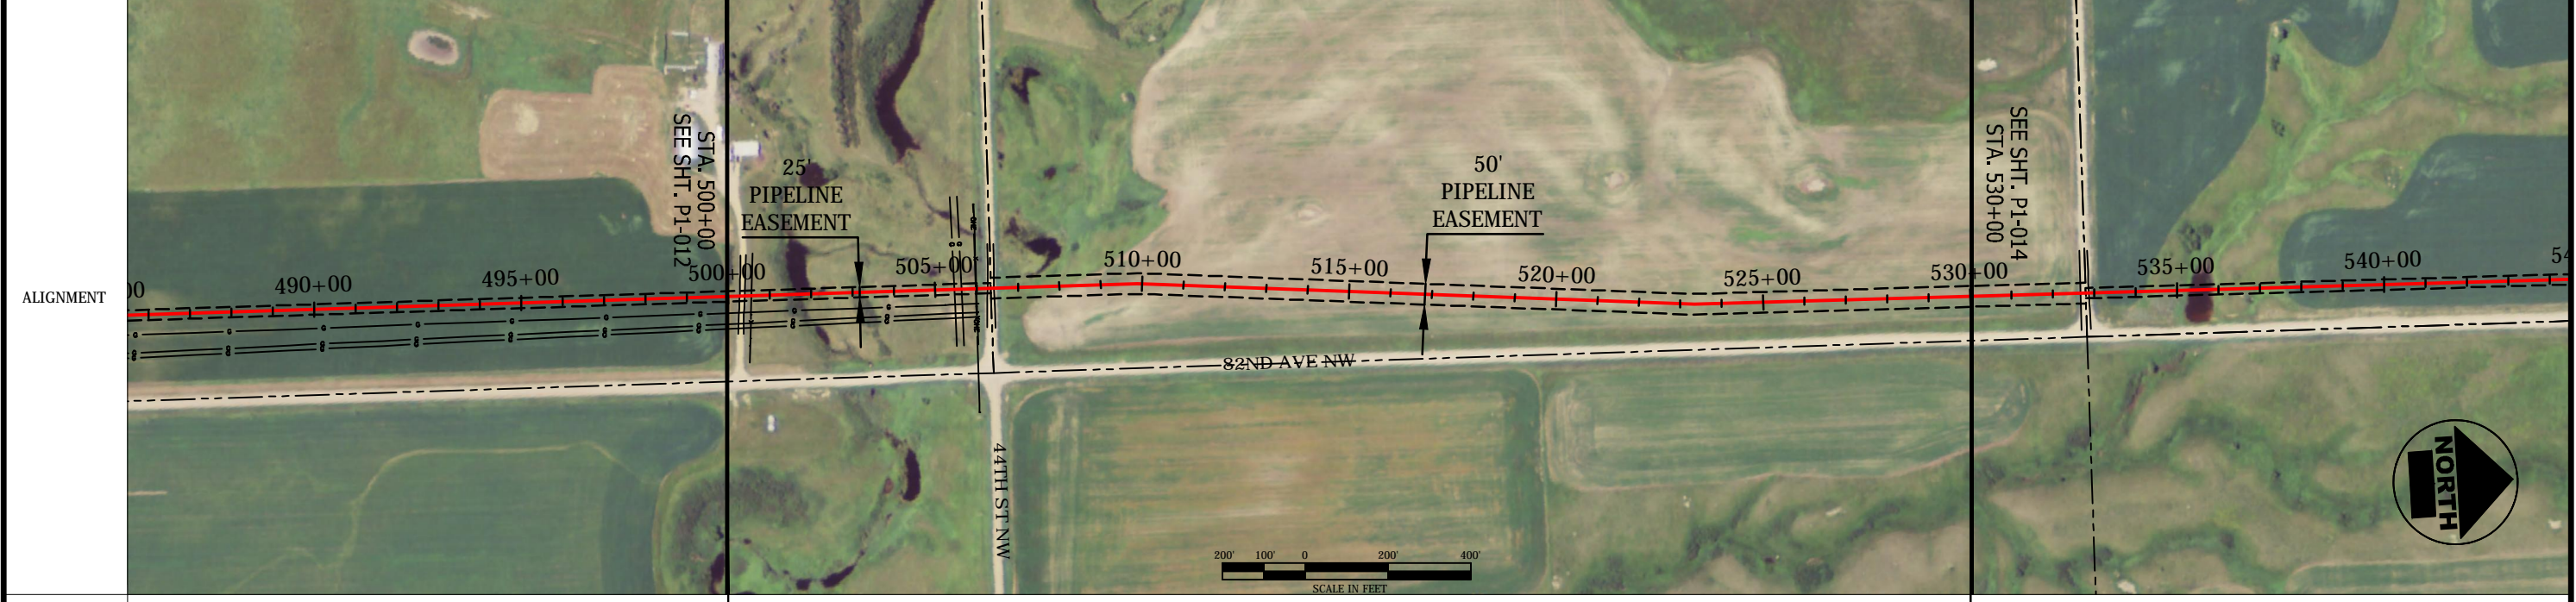 ALIGNMENT
00
490+00
495+00
500+00
505+00
510+00
515+00
520+00
525+00
530+00
535+00
540+00
54
STA. 500+00
SEE SHT. P1-012
25'
PIPELINE
EASEMENT
50'
PIPELINE
EASEMENT
SEE SHT. P1-014
STA. 530+00
82ND AVE NW
44TH ST NW
200' 100' 0 200' 400'
SCALE IN FEET
NORTH